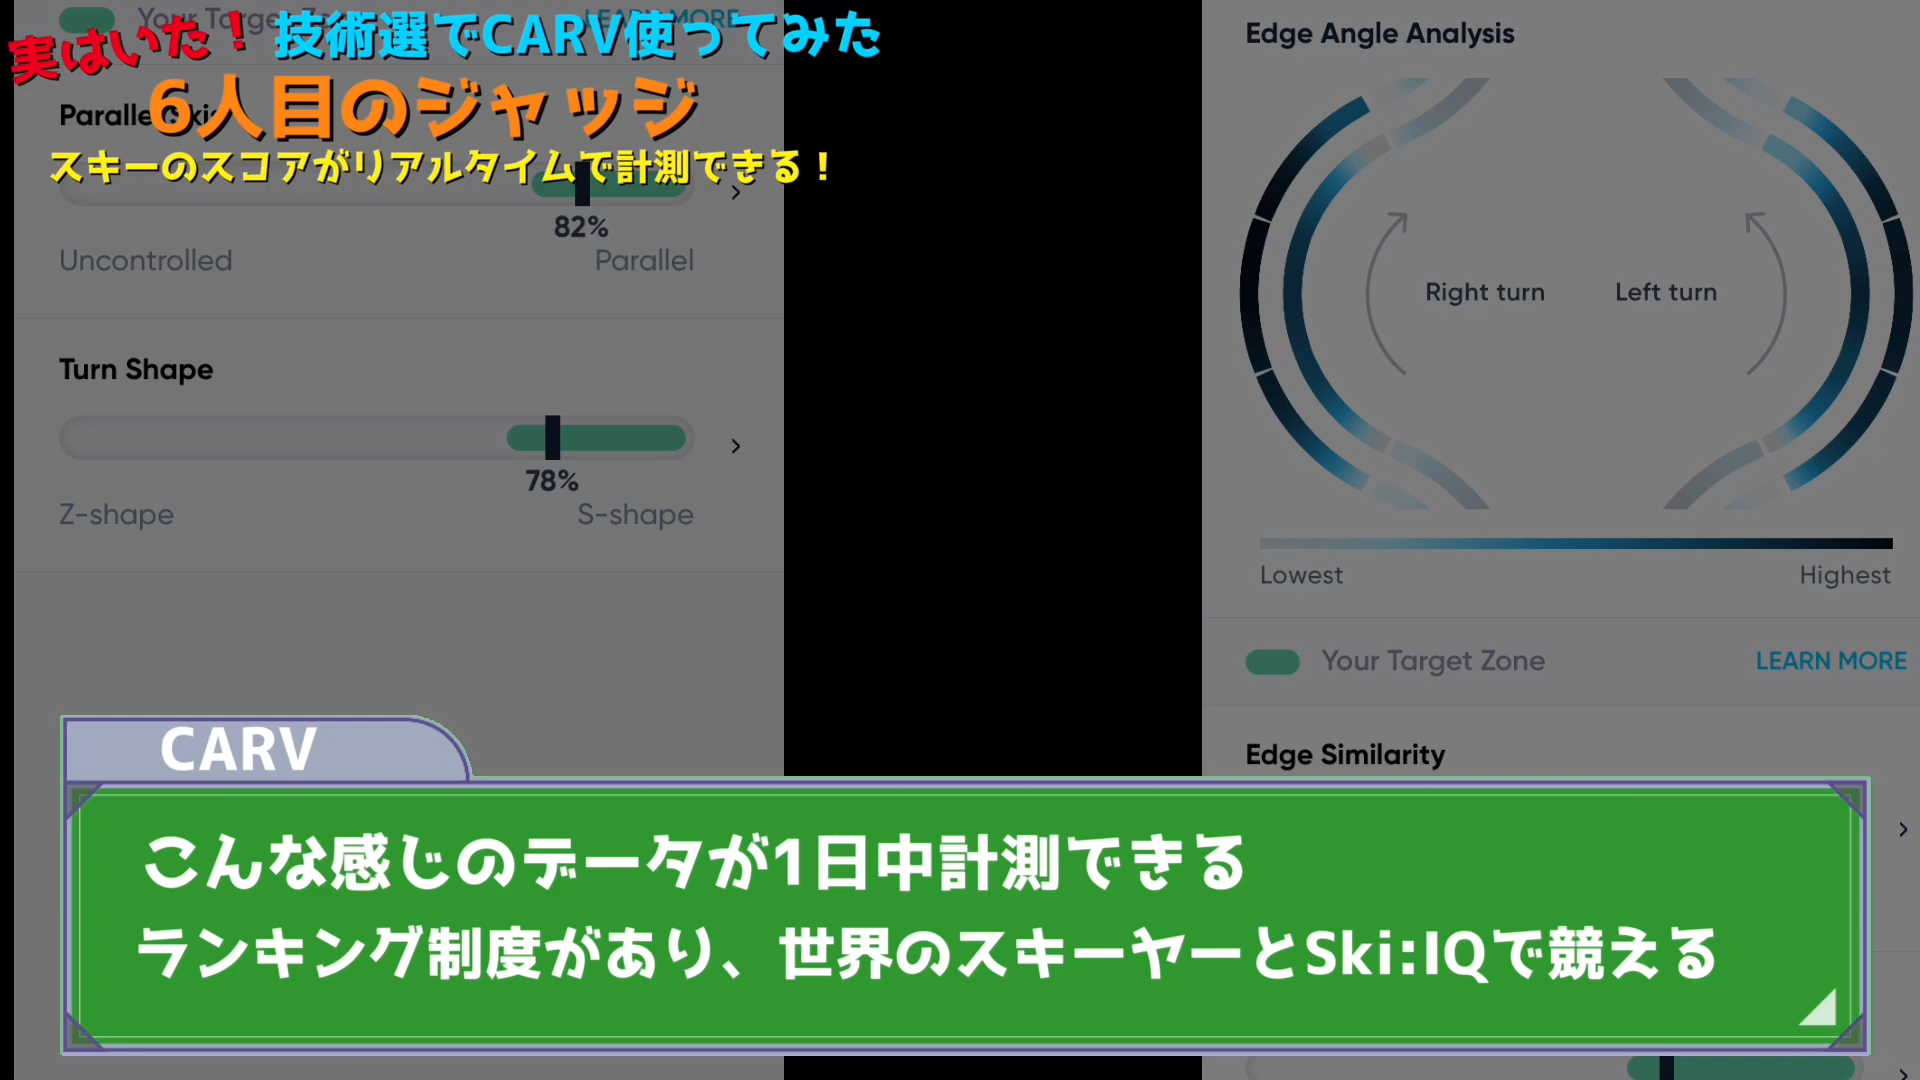 Your Target Zone
LEARN MORE
実はいた！技術選でCARV使ってみた
6人目のジャッジ
スキーのスコアがリアルタイムで計測できる！
82%
Uncontrolled
Parallel
Turn Shape
78%
Z-shape
S-shape
Edge Angle Analysis
Right turn
Left turn
Lowest
Highest
Your Target Zone
LEARN MORE
Edge Similarity
CARV
こんな感じのデータが1日中計測できる
ランキング制度があり、世界のスキーヤーとSki:IQで競える